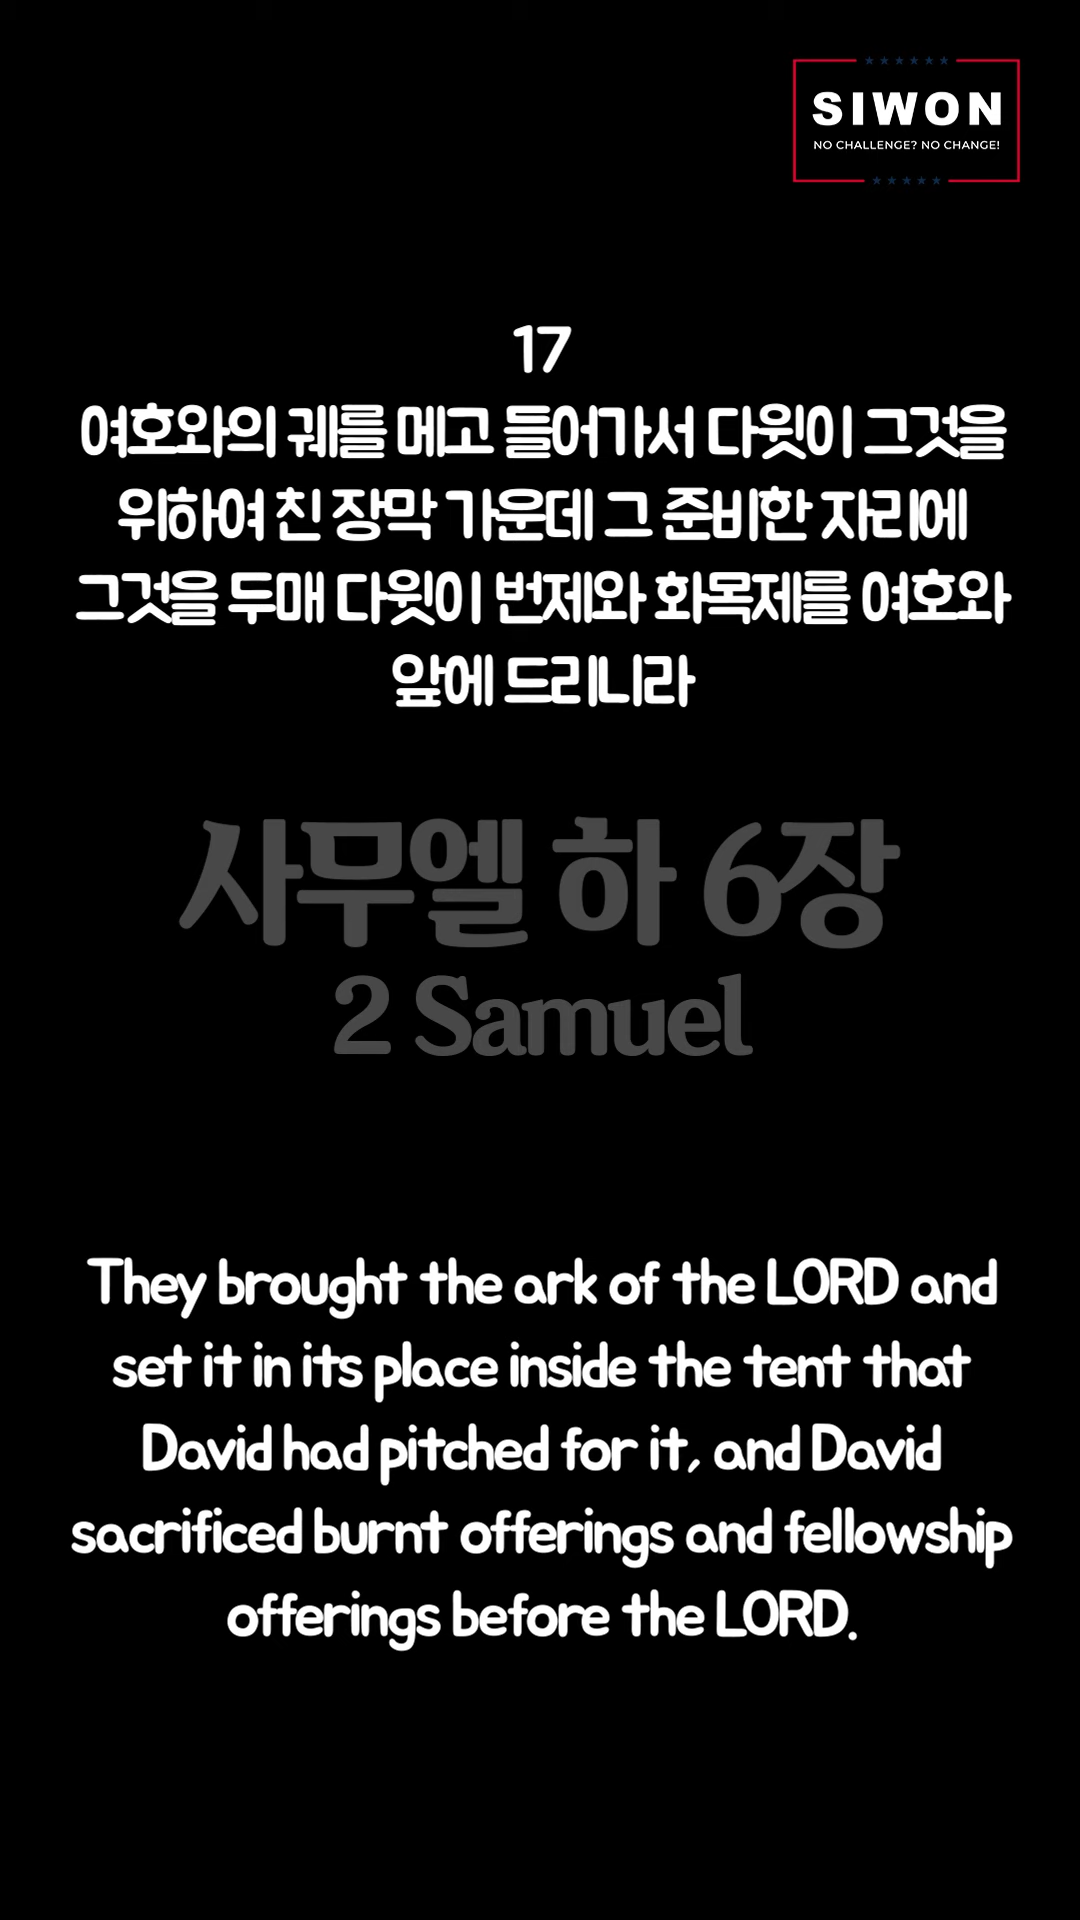 SIWON
NO CHALLENGE? NO CHANGE!
17
여호와의 궤를 메고 들어가서 다윗이 그것을
위하여 친 장막 가운데 그 준비한 자리에
그것을 두매 다윗이 번제와 화목제를 여호와
앞에 드리니라
사무엘 하 6장
2 Samuel
They brought the ark of the LORD and
set it in its place inside the tent that
David had pitched for it, and David
sacrificed burnt offerings and fellowship
offerings before the LORD.